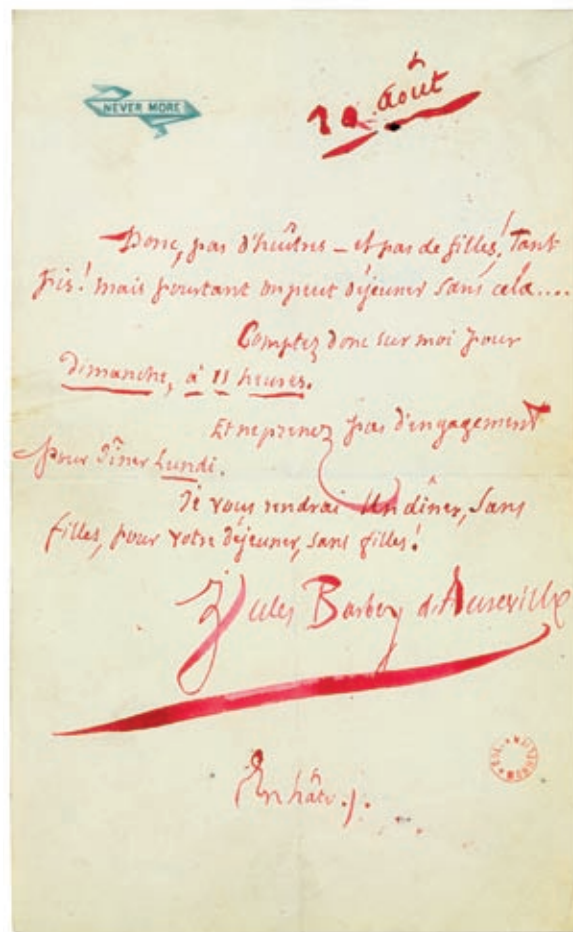 NEVER MORE
20 Août
Donc, pas d'huîtres – et pas de filles! Tant
pis! mais pourtant on peut déjeuner sans céla....
Comptez donc sur moi pour
Dimanche, à 11 heures.
Et ne prenez pas d'engagement
pour Dîner Lundi.
Je vous rendrai Un dîner, sans
filles, pour votre déjeuner, sans filles!
Jules Barbey d'Aurevilly
En hâte.